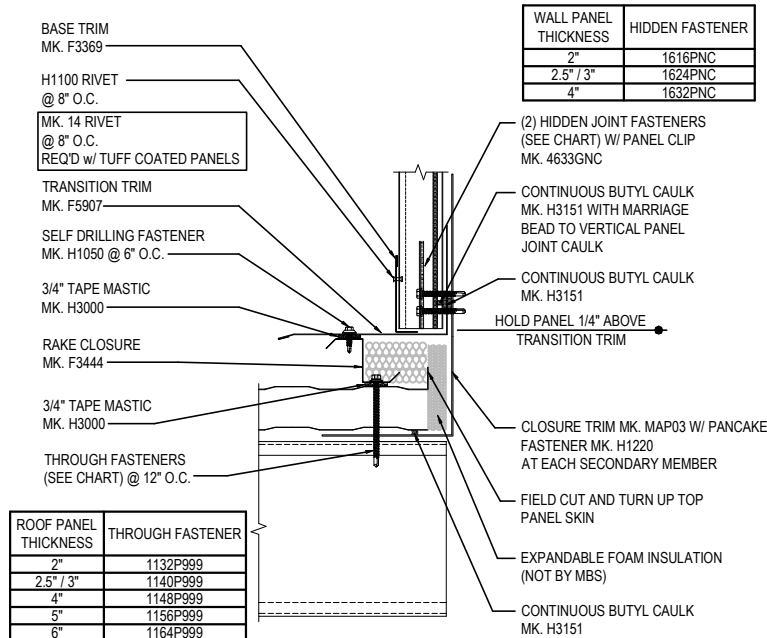 BASE TRIM
MK. F3369
H1100 RIVET
@ 8" O.C.
MK. 14 RIVET
@ 8" O.C.
REQ'D w/ TUFF COATED PANELS
TRANSITION TRIM
MK. F5907
SELF DRILLING FASTENER
MK. H1050 @ 6" O.C.
3/4" TAPE MASTIC
MK. H3000
RAKE CLOSURE
MK. F3444
3/4" TAPE MASTIC
MK. H3000
THROUGH FASTENERS
(SEE CHART) @ 12" O.C.
ROOF PANEL THICKNESS THROUGH FASTENER
2" 1132P999
2.5" / 3" 1140P999
4" 1148P999
5" 1156P999
6" 1164P999
WALL PANEL THICKNESS HIDDEN FASTENER
2" 1616PNC
2.5" / 3" 1624PNC
4" 1632PNC
(2) HIDDEN JOINT FASTENERS
(SEE CHART) W/ PANEL CLIP
MK. 4633GNC
CONTINUOUS BUTYL CAULK
MK. H3151 WITH MARRIAGE
BEAD TO VERTICAL PANEL
JOINT CAULK
CONTINUOUS BUTYL CAULK
MK. H3151
HOLD PANEL 1/4" ABOVE
TRANSITION TRIM
CLOSURE TRIM MK. MAP03 W/ PANCAKE
FASTENER MK. H1220
AT EACH SECONDARY MEMBER
FIELD CUT AND TURN UP TOP
PANEL SKIN
EXPANDABLE FOAM INSULATION
(NOT BY MBS)
CONTINUOUS BUTYL CAULK
MK. H3151